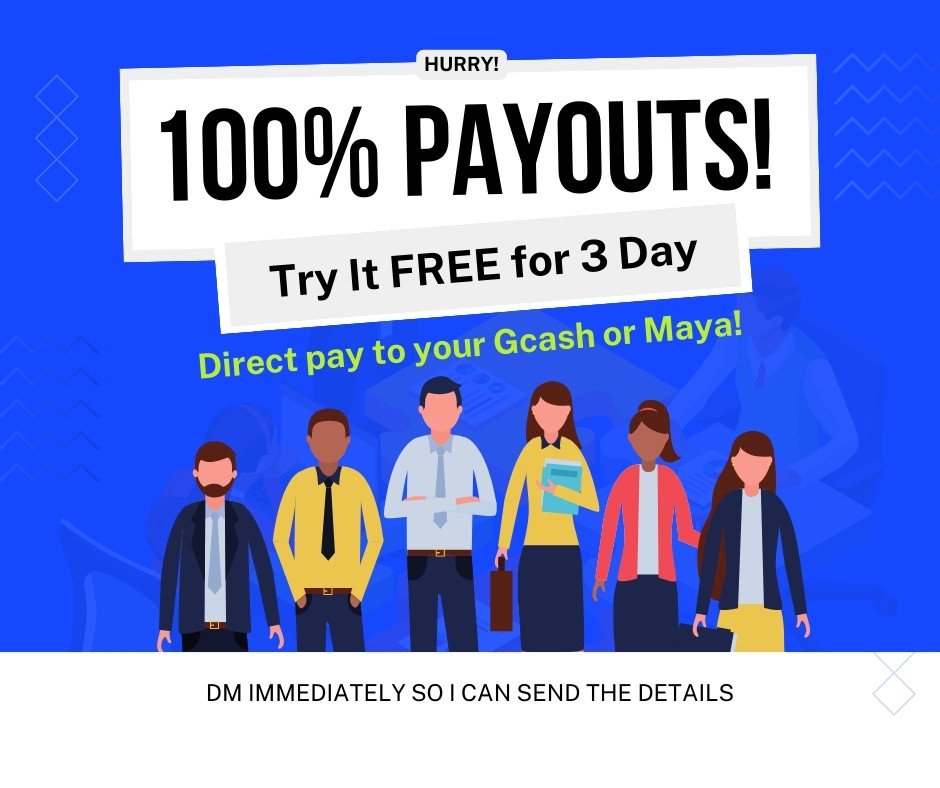 HURRY!
100% PAYOUTS!
Try It FREE for 3 Day
Direct pay to your Gcash or Maya!
DM IMMEDIATELY SO I CAN SEND THE DETAILS